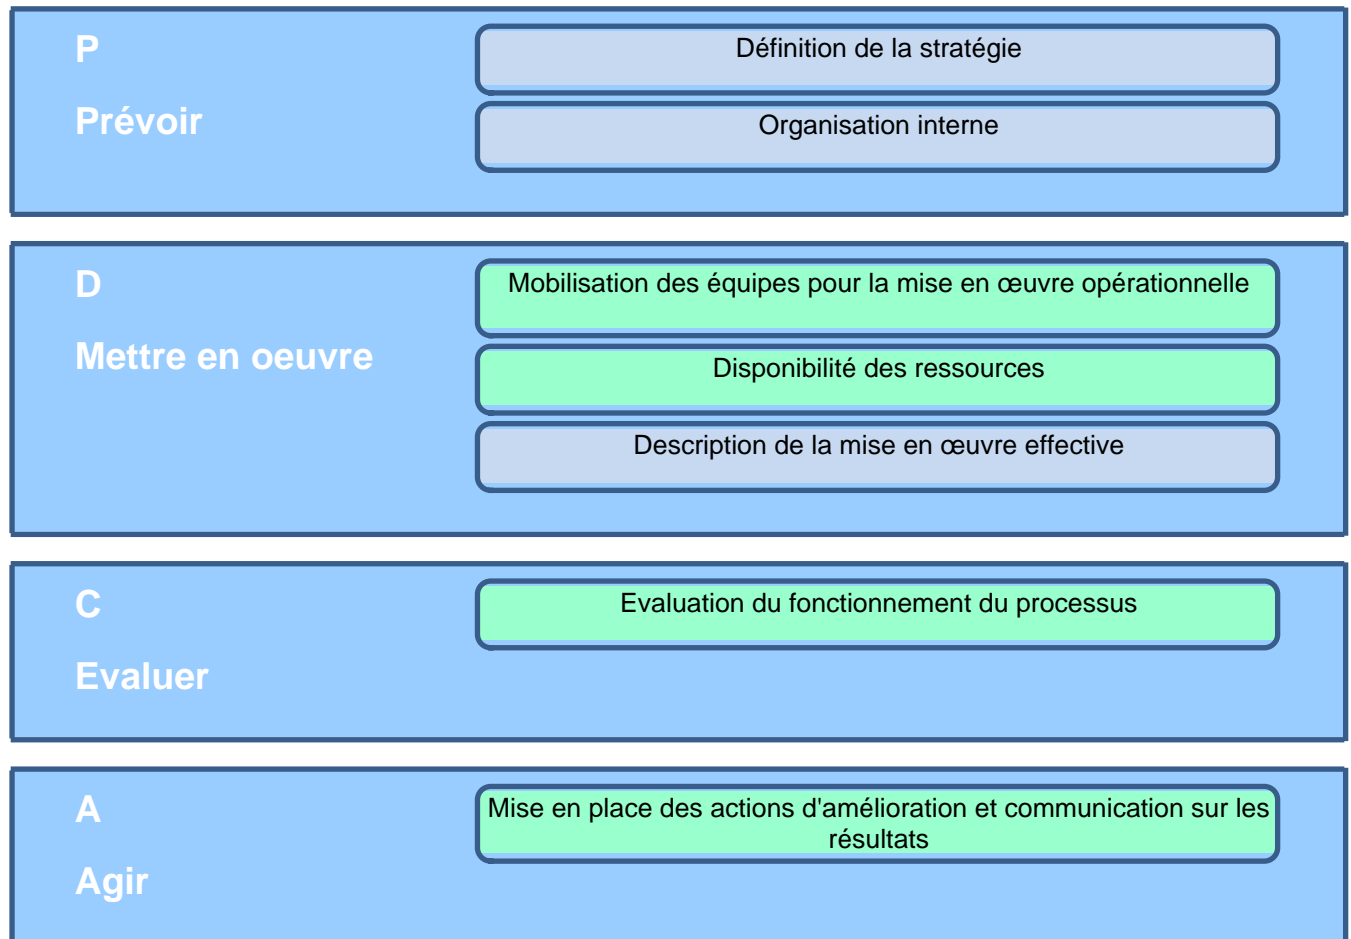 P
Prévoir
Définition de la stratégie
Organisation interne
D
Mettre en oeuvre
Mobilisation des équipes pour la mise en œuvre opérationnelle
Disponibilité des ressources
Description de la mise en œuvre effective
C
Evaluer
Evaluation du fonctionnement du processus
A
Agir
Mise en place des actions d'amélioration et communication sur les
résultats